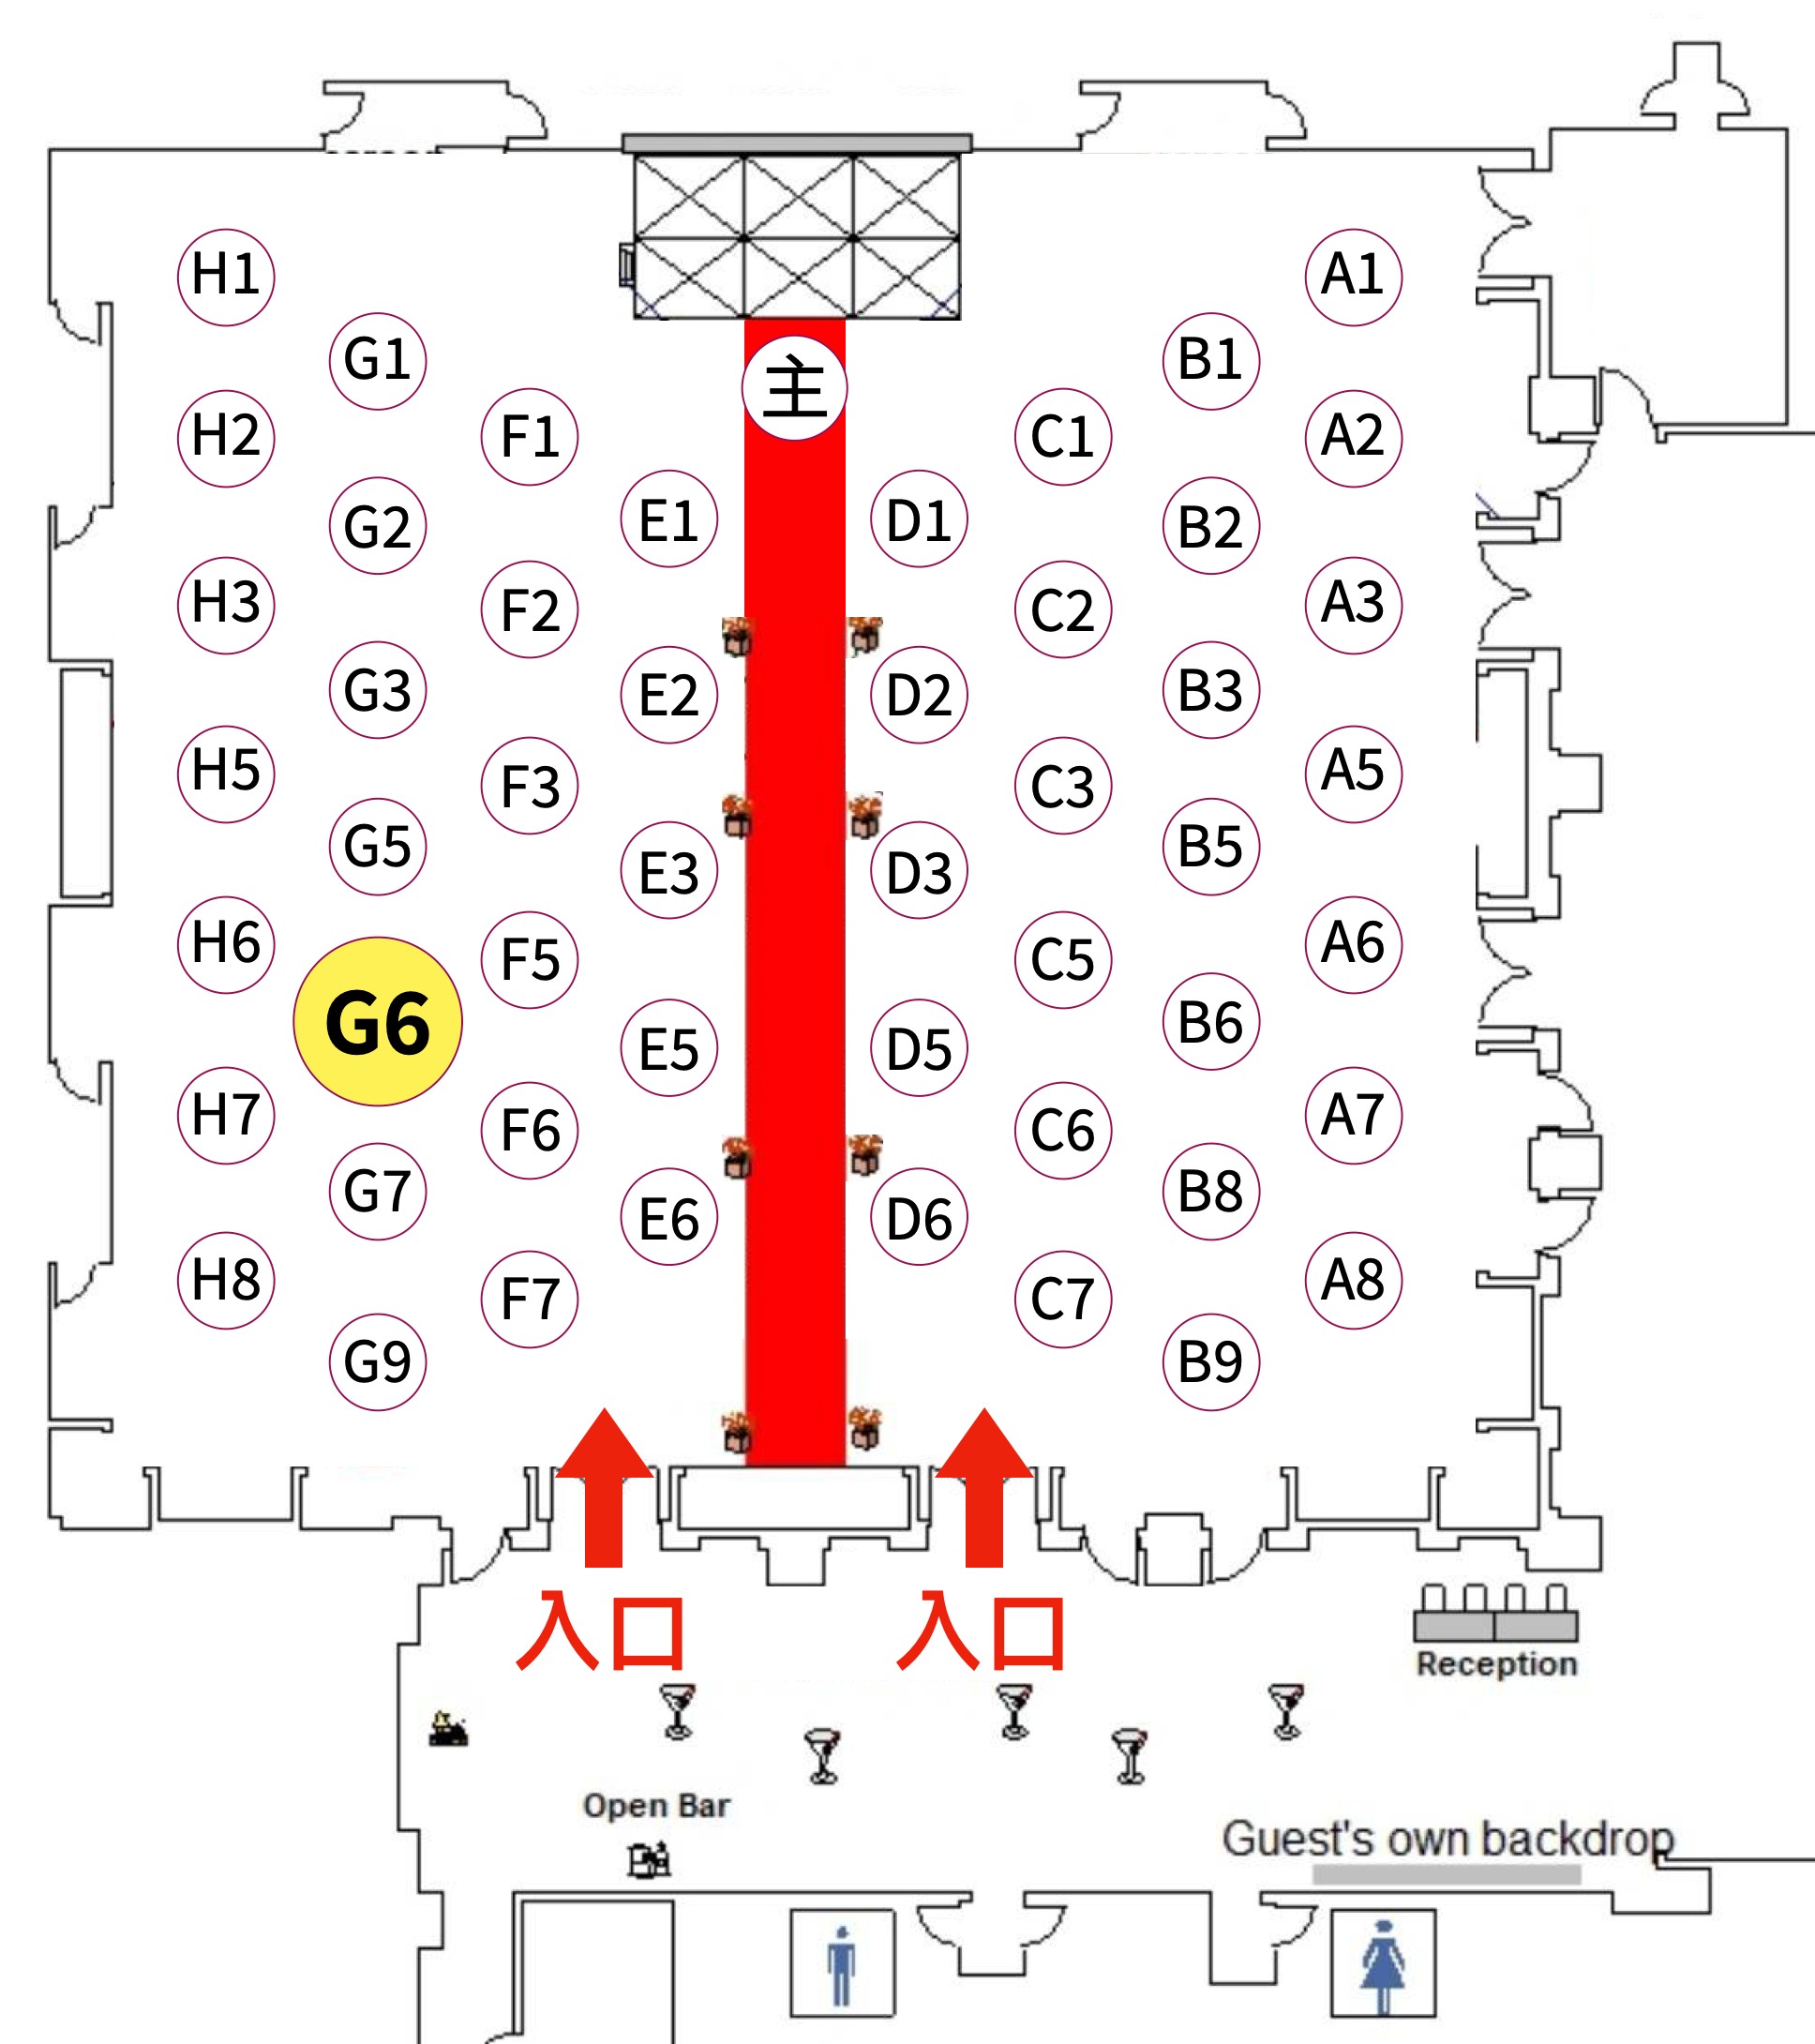 H1
A1
G1
B1
主
H2
F1
C1
A2
E1
D1
G2
B2
H3
F2
C2
A3
G3
E2
D2
B3
H5
F3
C3
A5
G5
B5
E3
D3
H6
F5
C5
A6
G6
E5
D5
B6
H7
F6
C6
A7
G7
B8
E6
D6
H8
F7
C7
A8
G9
B9
入口
入口
Reception
Open Bar
Guest's own backdrop